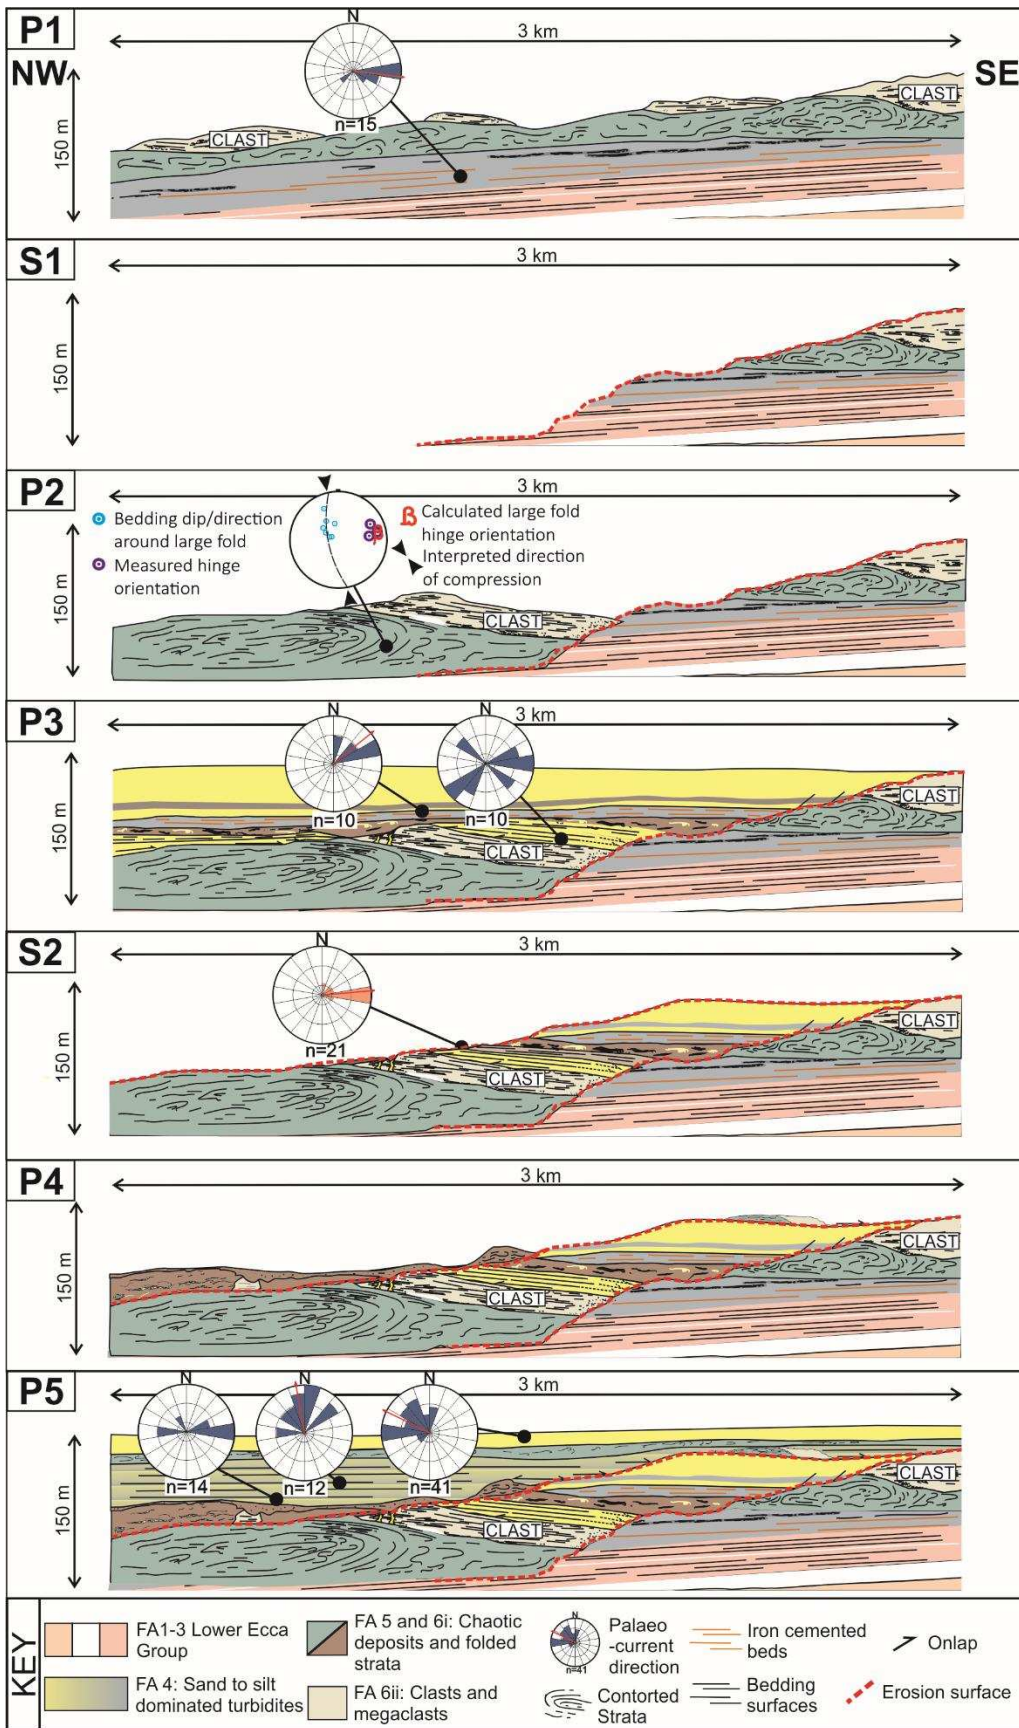 P1
N
3 km
NW
SE
CLAST
CLAST
n=15
150 m
S1
3 km
150 m
P2
3 km
Bedding dip/direction
around large fold
Measured hinge
orientation
ß Calculated large fold
hinge orientation
Interpreted direction
of compression
CLAST
150 m
P3
N
N
3 km
n=10
n=10
CLAST
CLAST
150 m
S2
N
3 km
n=21
CLAST
CLAST
150 m
P4
3 km
CLAST
CLAST
150 m
P5
N
N
N
3 km
n=14
n=12
n=41
CLAST
CLAST
150 m
KEY
FA1-3 Lower Ecca
Group
FA 4: Sand to silt
dominated turbidites
FA 5 and 6i: Chaotic
deposits and folded
strata
FA 6ii: Clasts and
megaclasts
N
n=41
Palaeo
-current
direction
Contorted
Strata
Iron cemented
beds
Bedding
surfaces
Onlap
Erosion surface